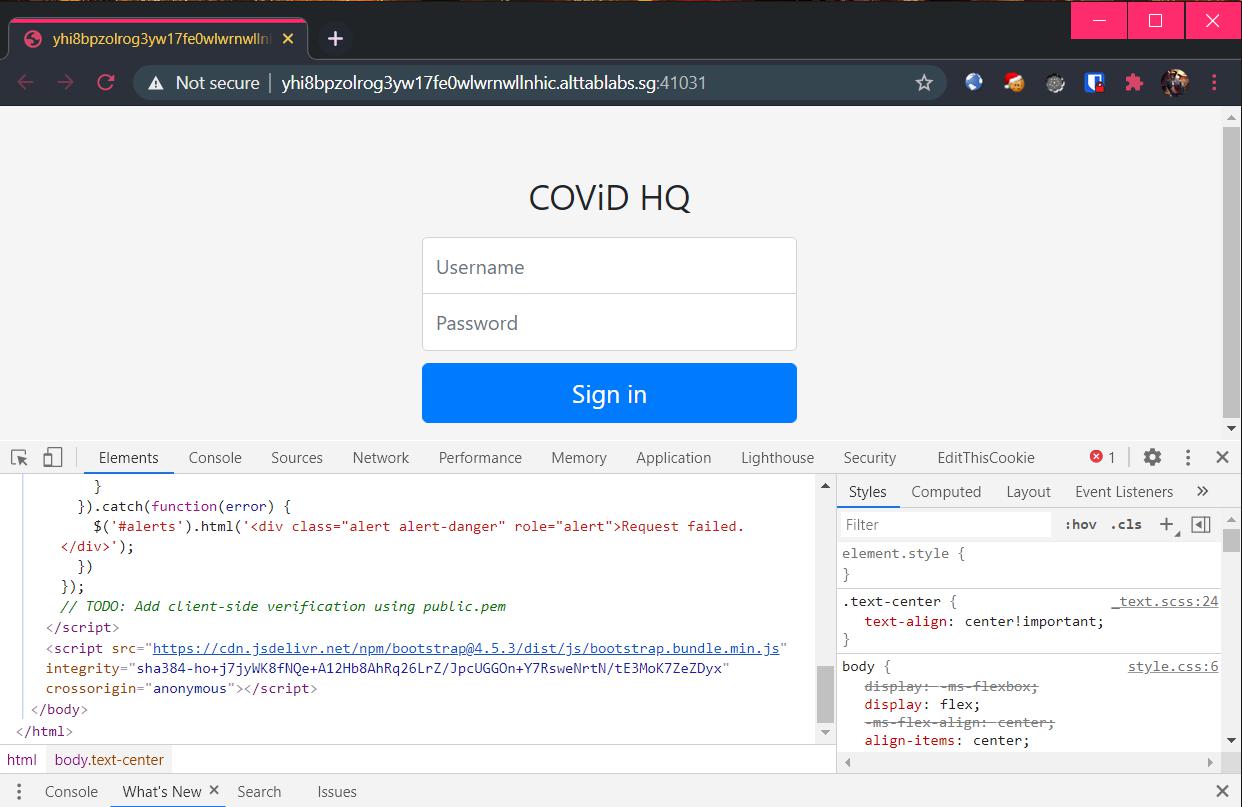 yhi8bpzolrog3yw17fe0wlwrnwllnhi
Not secure | yhi8bpzolrog3yw17fe0wlwrnwllnhic.alttablabs.sg:41031
COViD HQ
Username
Password
Sign in
Elements Console Sources Network Performance Memory Application Lighthouse Security EditThisCookie 1
}
}).catch(function(error) {
$('#alerts').html('<div class="alert alert-danger" role="alert">Request failed.
</div>');
})
});
// TODO: Add client-side verification using public.pem
</script>
<script src="https://cdn.jsdelivr.net/npm/bootstrap@4.5.3/dist/js/bootstrap.bundle.min.js"
integrity="sha384-ho+j7jyWK8fNQe+A12Hb8AhRq26LrZ/JpcUGGOn+Y7RsweNrtN/tE3MoK7ZeZDyx"
crossorigin="anonymous"></script>
</body>
</html>
html body.text-center
Styles Computed Layout Event Listeners »
Filter :hov .cls +
element.style {
}
.text-center { _text.scss:24
text-align: center!important;
}
body { style.css:6
display: -ms-flexbox;
display: flex;
-ms-flex-align: center;
align-items: center;
Console What's New Search Issues